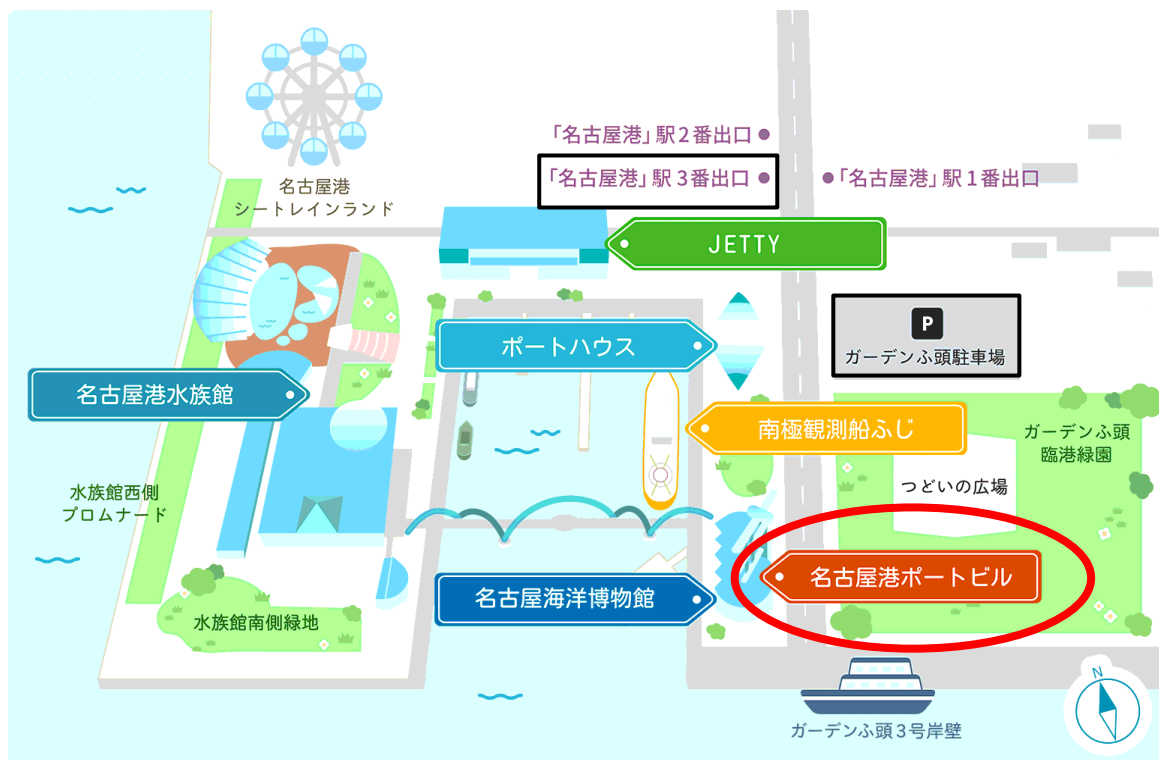 「名古屋港」駅2番出口
「名古屋港」駅3番出口
「名古屋港」駅1番出口
名古屋港
シートレインランド
JETTY
P
ガーデンふ頭駐車場
ポートハウス
名古屋港水族館
南極観測船ふじ
ガーデンふ頭
臨港緑園
つどいの広場
水族館西側
プロムナード
名古屋港ポートビル
名古屋海洋博物館
水族館南側緑地
N
ガーデンふ頭3号岸壁